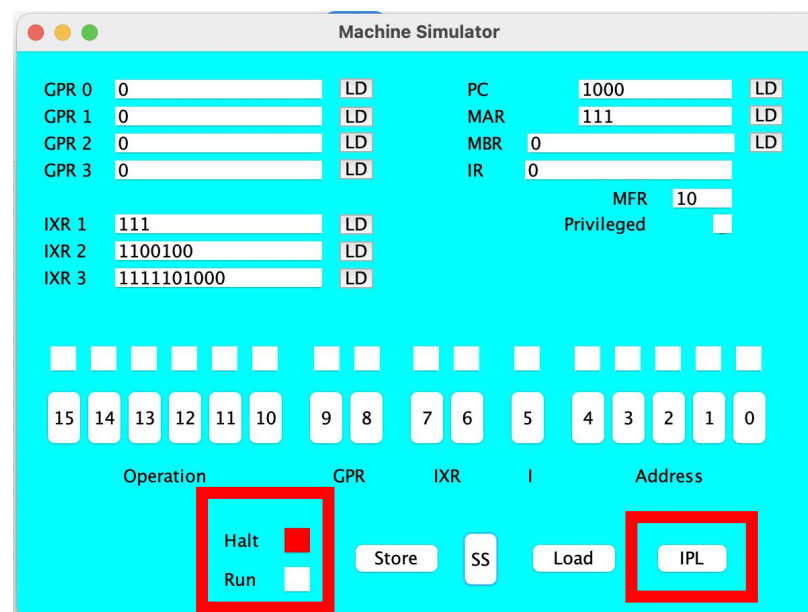 Machine Simulator
GPR 0 0 LD PC 1000 LD
GPR 1 0 LD MAR 111 LD
GPR 2 0 LD MBR 0 LD
GPR 3 0 LD IR 0
MFR 10
IXR 1 111 LD Privileged
IXR 2 1100100 LD
IXR 3 1111101000 LD
15 14 13 12 11 10 9 8 7 6 5 4 3 2 1 0
Operation GPR IXR I Address
Halt
Store SS Load IPL
Run